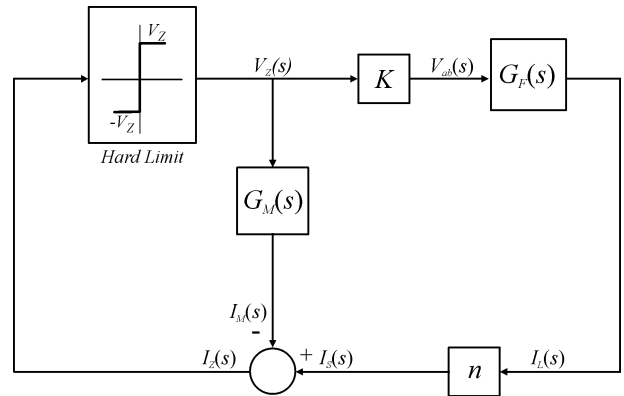 V_Z
-V_Z
Hard Limit
V_Z(s)
K
V_ab(s)
G_F(s)
G_M(s)
I_M(s)
-
I_Z(s)
+ I_S(s)
n
I_L(s)